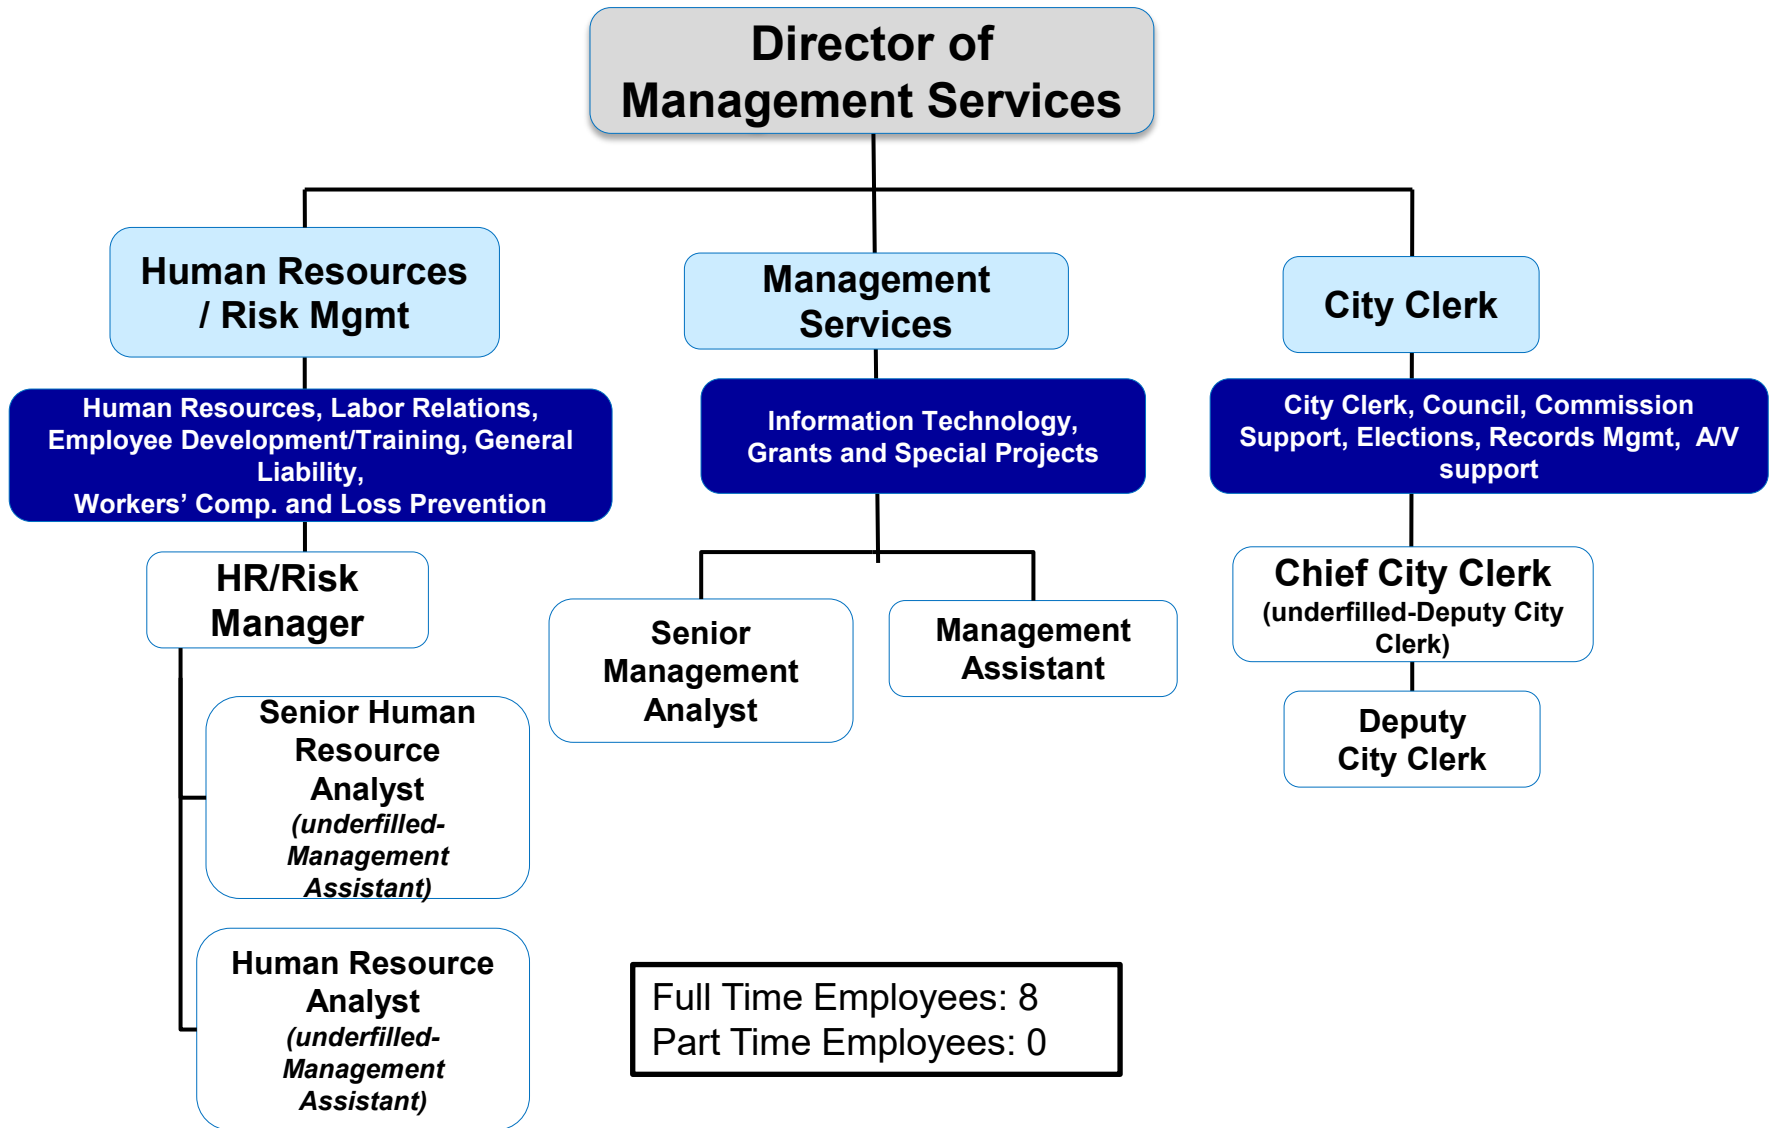 Director of
Management Services
Human Resources
/ Risk Mgmt
Management
Services
City Clerk
Human Resources, Labor Relations,
Employee Development/Training, General
Liability,
Workers’ Comp. and Loss Prevention
Information Technology,
Grants and Special Projects
City Clerk, Council, Commission
Support, Elections, Records Mgmt, A/V
support
HR/Risk
Manager
Senior Human
Resource
Analyst
(underfilled-
Management
Assistant)
Human Resource
Analyst
(underfilled-
Management
Assistant)
Senior
Management
Analyst
Management
Assistant
Chief City Clerk
(underfilled-Deputy City
Clerk)
Deputy
City Clerk
Full Time Employees: 8
Part Time Employees: 0